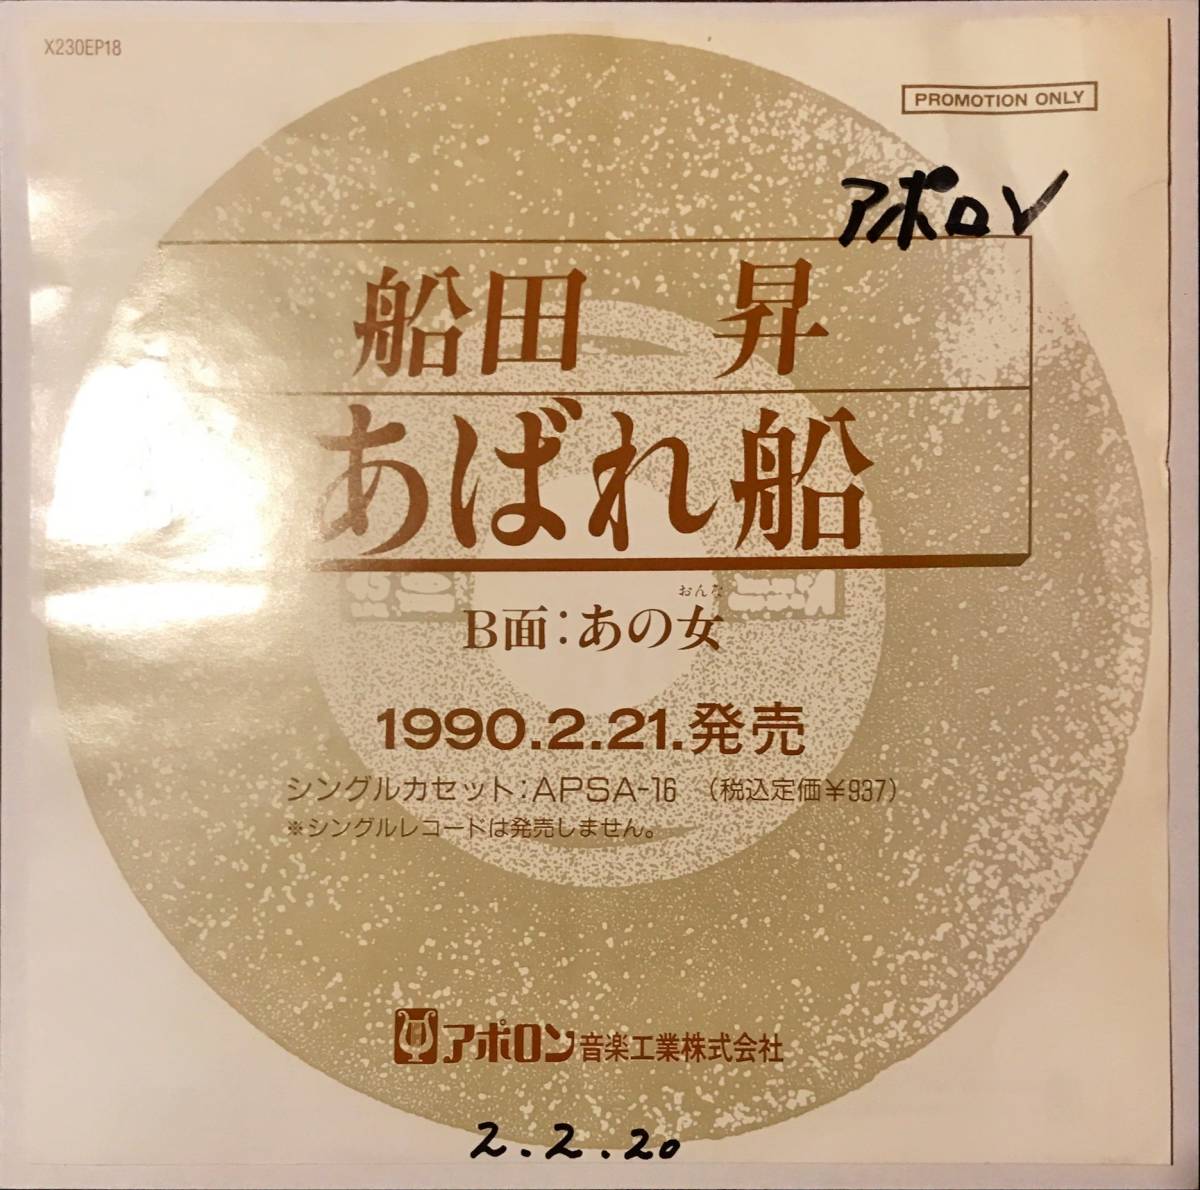 X230EP18
PROMOTION ONLY
アポロン
船田 昇
あばれ船
おんな
B面:あの女
1990.2.21.発売
シングルカセット:APSA-16 (税込定価¥937)
※シングルレコードは発売しません。
アポロン音楽工業株式会社
2.2.20